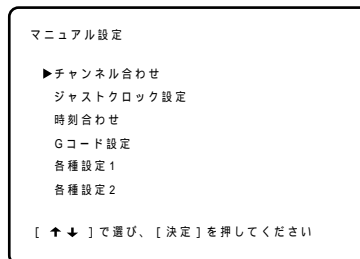 マニュアル設定
▶チャンネル合わせ
ジャストクロック設定
時刻合わせ
Gコード設定
各種設定1
各種設定2
[ ↑↓ ]で選び、[決定]を押してください